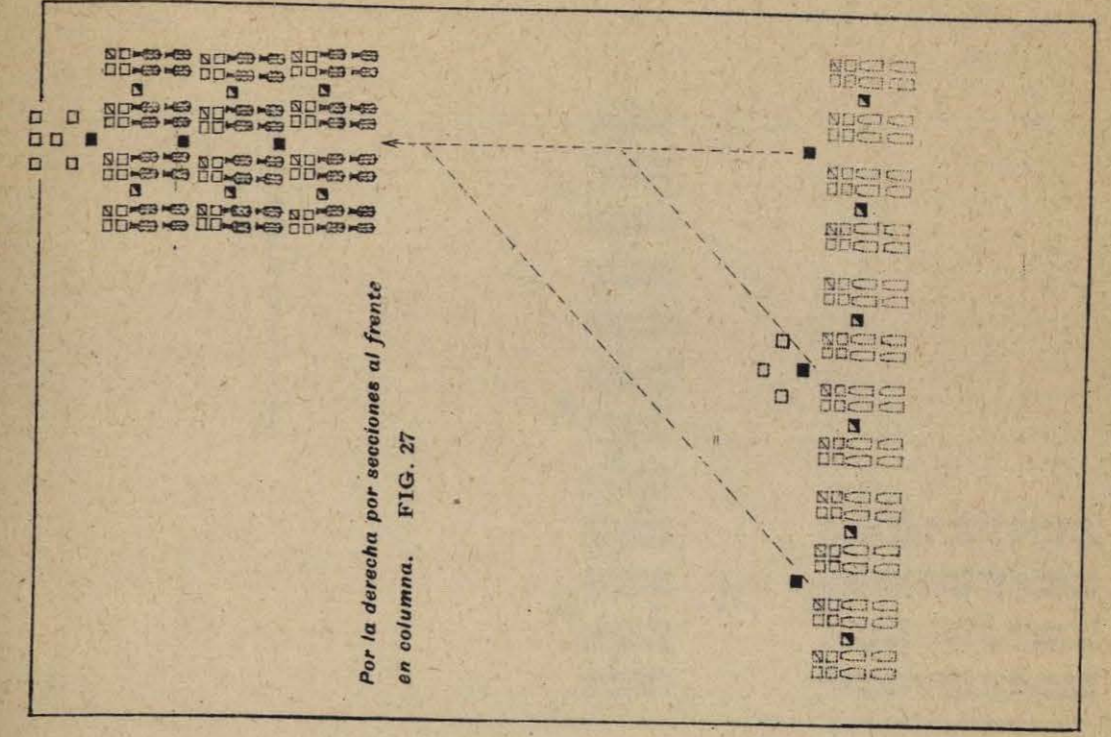 Por la derecha por secciones al frente
en columna. FIG. 27